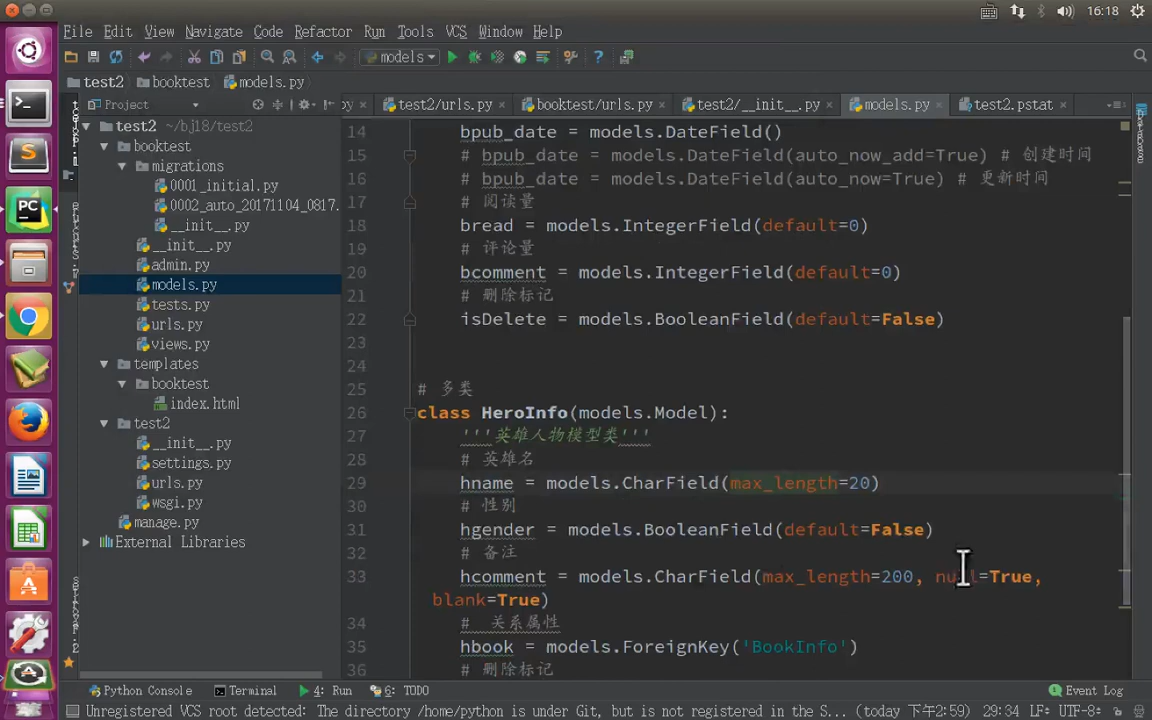 16:18
File Edit View Navigate Code Refactor Run Tools VCS Window Help
models
test2 booktest models.py
Project
test2/urls.py booktest/urls.py test2/__init__.py models.py test2.pstat
test2 ~/bj18/test2
booktest
migrations
0001_initial.py
0002_auto_20171104_0817.
__init__.py
__init__.py
admin.py
models.py
tests.py
urls.py
views.py
templates
booktest
index.html
test2
__init__.py
settings.py
urls.py
wsgi.py
manage.py
External Libraries
14 bpub_date = models.DateField()
15 # bpub_date = models.DateField(auto_now_add=True) # 创建时间
16 # bpub_date = models.DateField(auto_now=True) # 更新时间
17 # 阅读量
18 bread = models.IntegerField(default=0)
19 # 评论量
20 bcomment = models.IntegerField(default=0)
21 # 删除标记
22 isDelete = models.BooleanField(default=False)
23
24
25 # 多类
26 class HeroInfo(models.Model):
27 '''英雄人物模型类'''
28 # 英雄名
29 hname = models.CharField(max_length=20)
30 # 性别
31 hgender = models.BooleanField(default=False)
32 # 备注
33 hcomment = models.CharField(max_length=200, null=True,
blank=True)
34 # 关系属性
35 hbook = models.ForeignKey('BookInfo')
36 # 删除标记
Python Console Terminal 4: Run 6: TODO Event Log
Unregistered VCS root detected: The directory /home/python is under Git, but is not registered in the S... (today 下午2:59) 29:34 LF÷ UTF-8÷